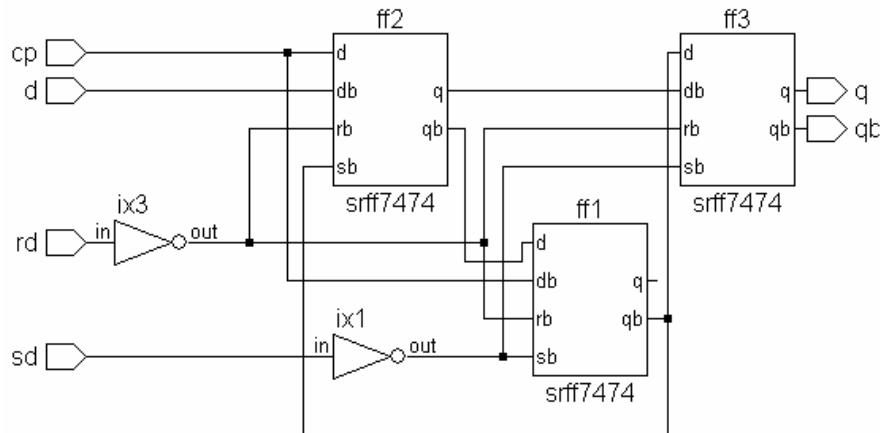 ff2
ff3
cp
d
d
d
db
q
db
q
q
rb
qb
rb
qb
qb
sb
sb
srff7474
srff7474
ix3
ff1
rd
in
out
d
db
q
ix1
rb
qb
sd
in
out
sb
srff7474
d